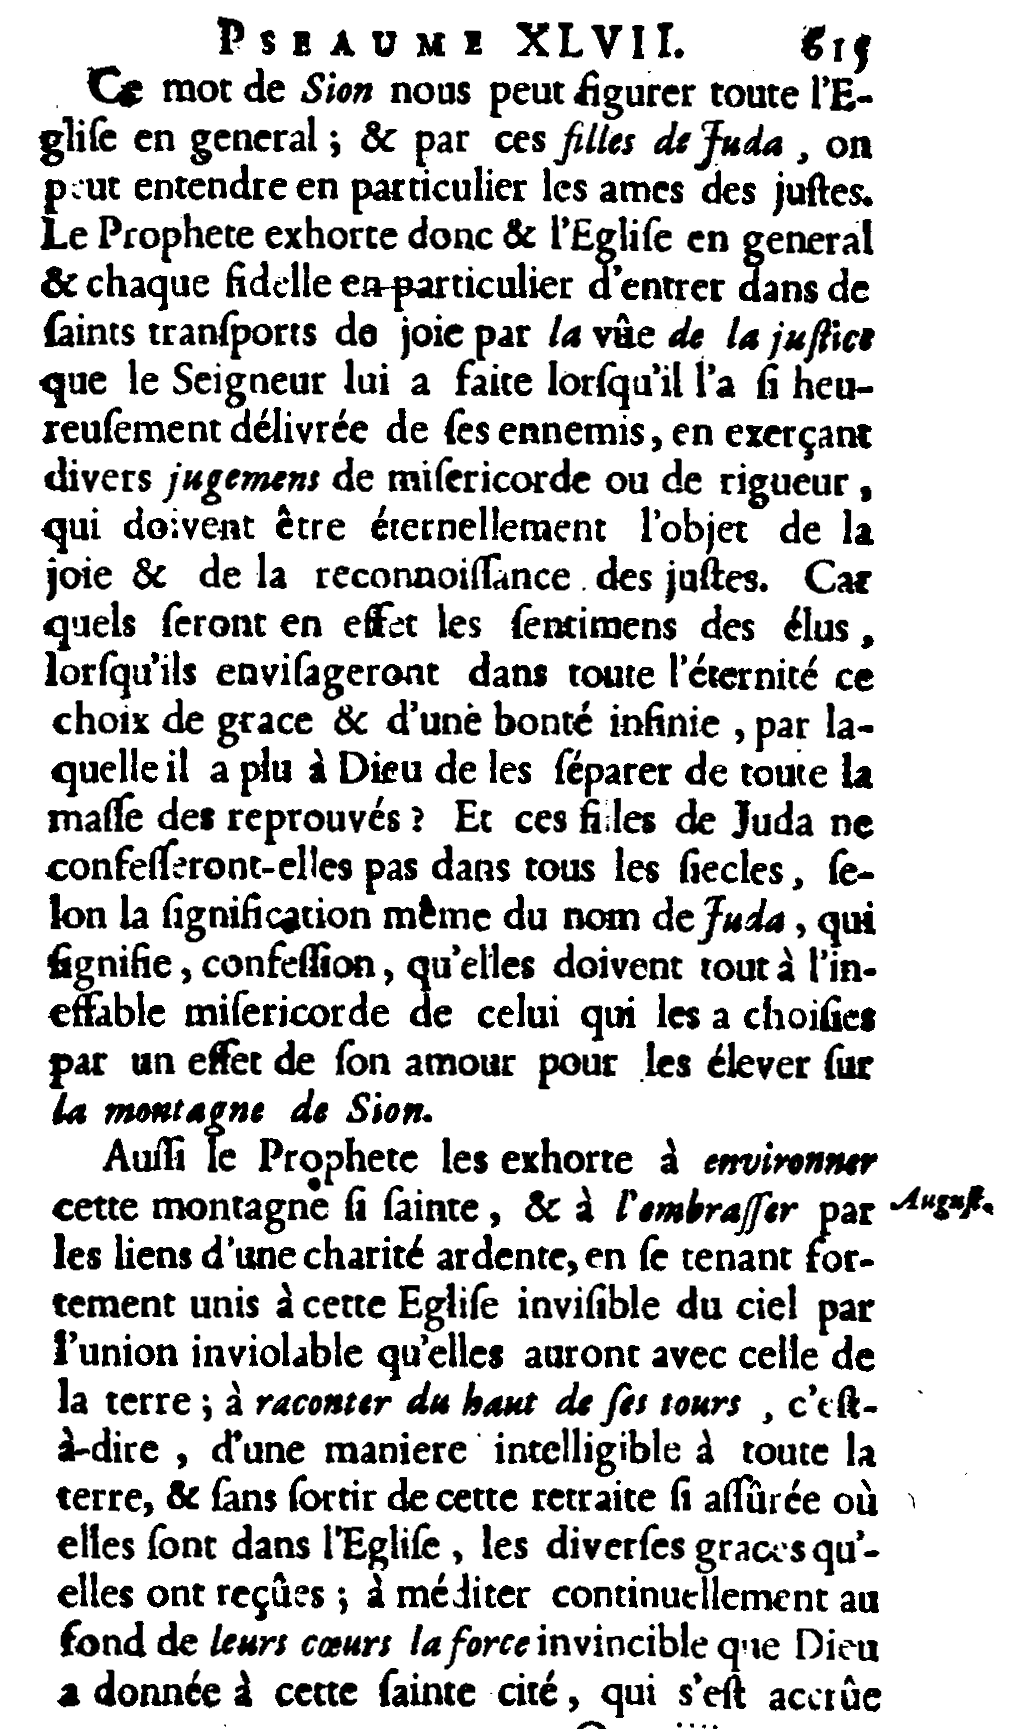 PSEAUME XLVII. 615
Ce mot de Sion nous peut figurer toute l'E-
gliſe en general ; & par ces filles de Juda , on
peut entendre en particulier les ames des juſtes.
Le Prophete exhorte donc & l'Egliſe en general
& chaque fidelle en particulier d'entrer dans de
ſaints tranſports de joie par la vûe de la juſtice
que le Seigneur lui a faite lorſqu'il l'a ſi heu-
reuſement délivrée de ſes ennemis, en exerçant
divers jugemens de miſericorde ou de rigueur ,
qui doivent être éternellement l'objet de la
joie & de la reconnoiſſance des juſtes. Car
quels ſeront en effet les ſentimens des élus ,
lorſqu'ils enviſageront dans toute l'éternité ce
choix de grace & d'une bonté infinie , par la-
quelle il a plu à Dieu de les ſéparer de toute la
maſſe des reprouvés ? Et ces filles de Juda ne
confeſſeront-elles pas dans tous les ſiecles , ſe-
lon la ſignification même du nom de Juda , qui
ſignifie , confeſſion , qu'elles doivent tout à l'in-
effable miſericorde de celui qui les a choiſies
par un effet de ſon amour pour les élever ſur
la montagne de Sion.
Auſſi le Prophete les exhorte à environner
cette montagne ſi ſainte , & à l'embraſſer par Auguſt.
les liens d'une charité ardente, en ſe tenant for-
tement unis à cette Egliſe inviſible du ciel par
l'union inviolable qu'elles auront avec celle de
la terre ; à raconter du haut de ſes tours , c'eſt-
à-dire , d'une maniere intelligible à toute la
terre, & ſans ſortir de cette retraite ſi aſſûrée où
elles ſont dans l'Egliſe , les diverſes graces qu'-
elles ont reçûes ; à méditer continuellement au
fond de leurs cœurs la force invincible que Dieu
a donnée à cette ſainte cité , qui s'eſt accrûe